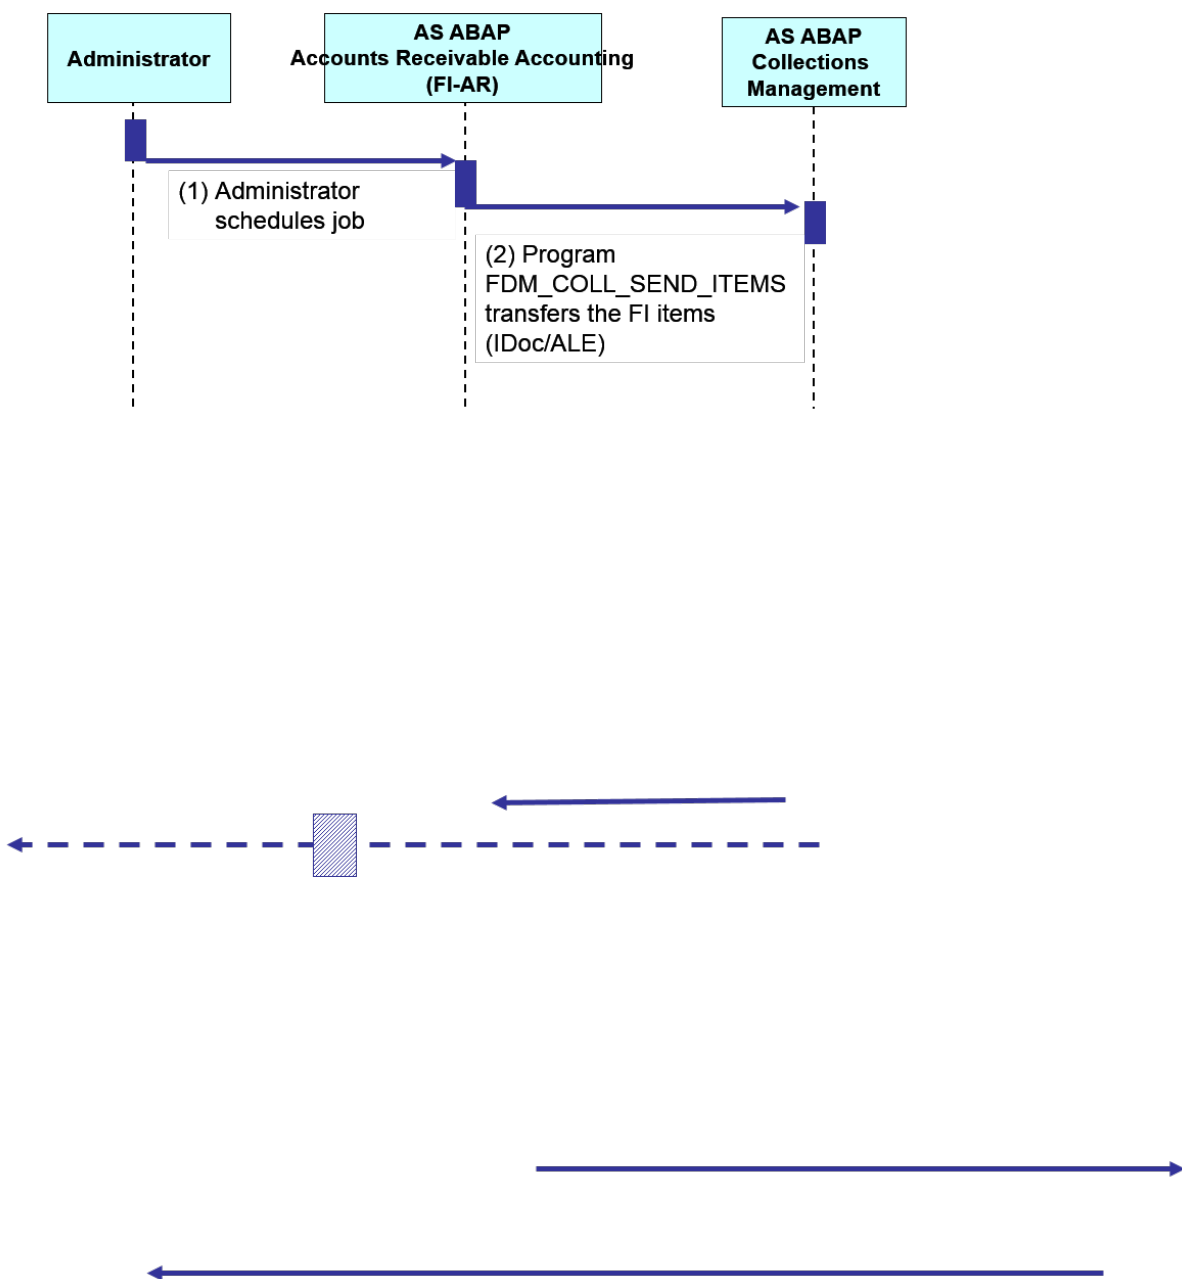 Administrator
AS ABAP
Accounts Receivable Accounting
(FI-AR)
AS ABAP
Collections
Management
(1) Administrator
schedules job
(2) Program
FDM_COLL_SEND_ITEMS
transfers the FI items
(IDoc/ALE)